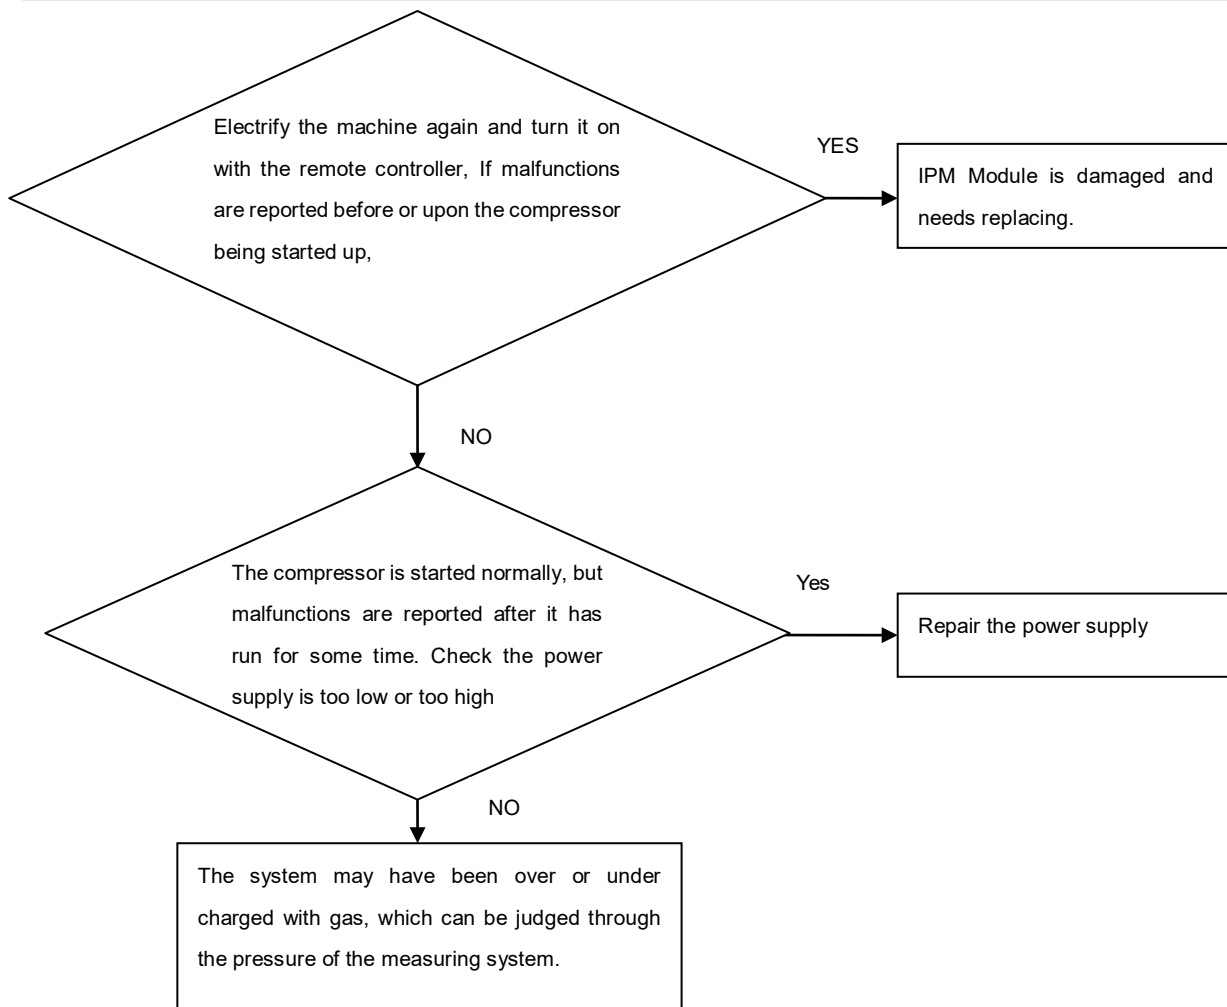 Electrify the machine again and turn it on
with the remote controller, If malfunctions
are reported before or upon the compressor
being started up,
YES
IPM Module is damaged and
needs replacing.
NO
The compressor is started normally, but
malfunctions are reported after it has
run for some time. Check the power
supply is too low or too high
Yes
Repair the power supply
NO
The system may have been over or under
charged with gas, which can be judged through
the pressure of the measuring system.